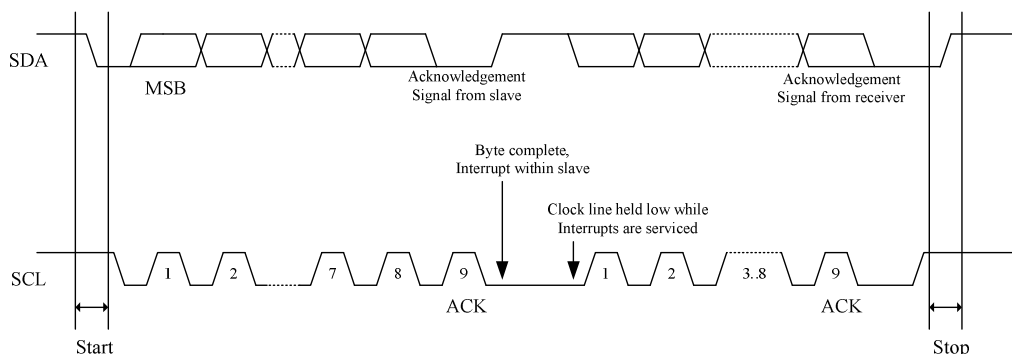 SDA
MSB
Acknowledgement
Signal from slave
Acknowledgement
Signal from receiver
Byte complete,
Interrupt within slave
Clock line held low while
Interrupts are serviced
SCL
1
2
7
8
9
1
2
3..8
9
ACK
ACK
Start
Stop